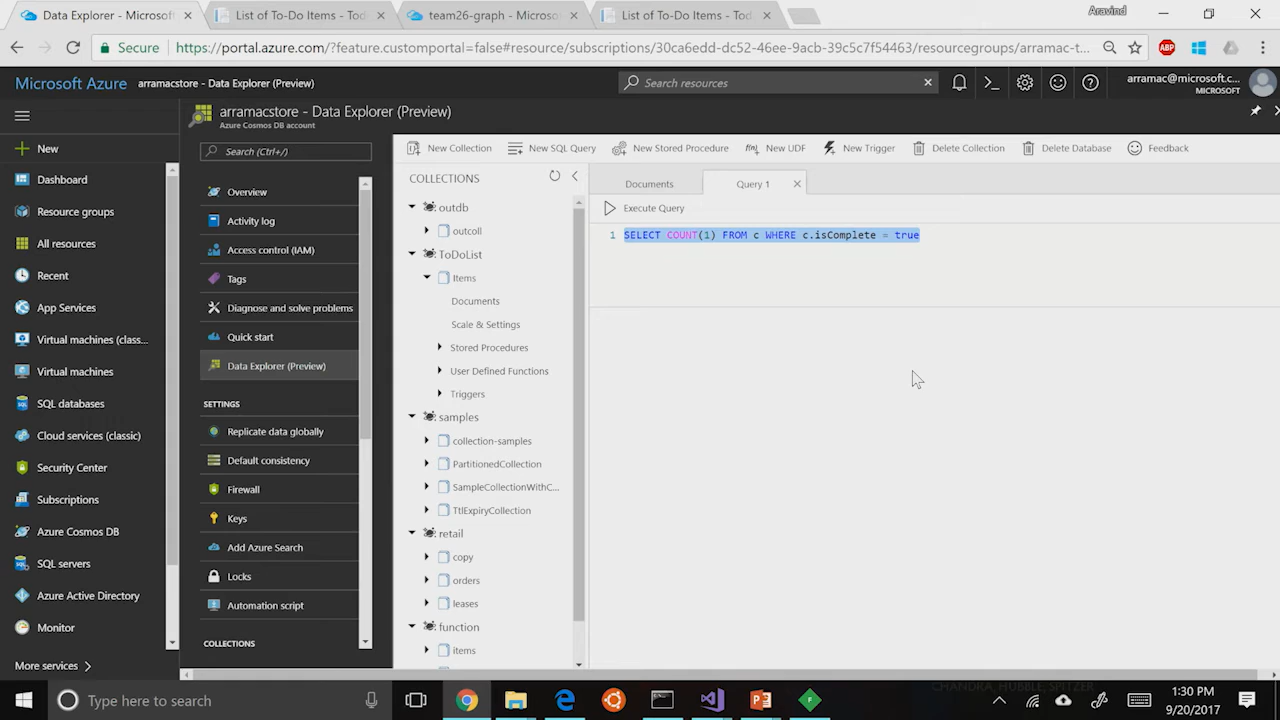 Data Explorer (Preview) - Mic
List of To-Do Items - Tod
team26-graph - Microso
List of To-Do Items - Tod
Aravind
Secure
https://portal.azure.com/?feature.customportal=false#resource/subscriptions/30ca6edd-dc52-46ee-9acb-39c5c7f54463/resourcegroups/arramac-t...
ABP
Microsoft Azure
arramacstore - Data Explorer (Preview)
Search resources
arramac@microsoft.c...
MICROSOFT
arramacstore - Data Explorer (Preview)
Azure Cosmos DB account
New
Dashboard
Resource groups
All resources
Recent
App Services
Virtual machines (class...
Virtual machines
SQL databases
Cloud services (classic)
Security Center
Subscriptions
Azure Cosmos DB
SQL servers
Azure Active Directory
Monitor
More services
Search (Ctrl+/)
Overview
Activity log
Access control (IAM)
Tags
Diagnose and solve problems
Quick start
Data Explorer (Preview)
SETTINGS
Replicate data globally
Default consistency
Firewall
Keys
Add Azure Search
Locks
Automation script
COLLECTIONS
New Collection
New SQL Query
New Stored Procedure
New UDF
New Trigger
Delete Collection
Delete Database
Feedback
COLLECTIONS
outdb
outcoll
ToDoList
Items
Documents
Scale & Settings
Stored Procedures
User Defined Functions
Triggers
samples
collection-samples
PartitionedCollection
SampleCollectionWithC...
TtlExpiryCollection
retail
copy
orders
leases
function
items
Documents
Query 1
Execute Query
1 SELECT COUNT(1) FROM c WHERE c.isComplete = true
CHANDRA, HUBBLE, SPITZER
Type here to search
1:30 PM
9/20/2017